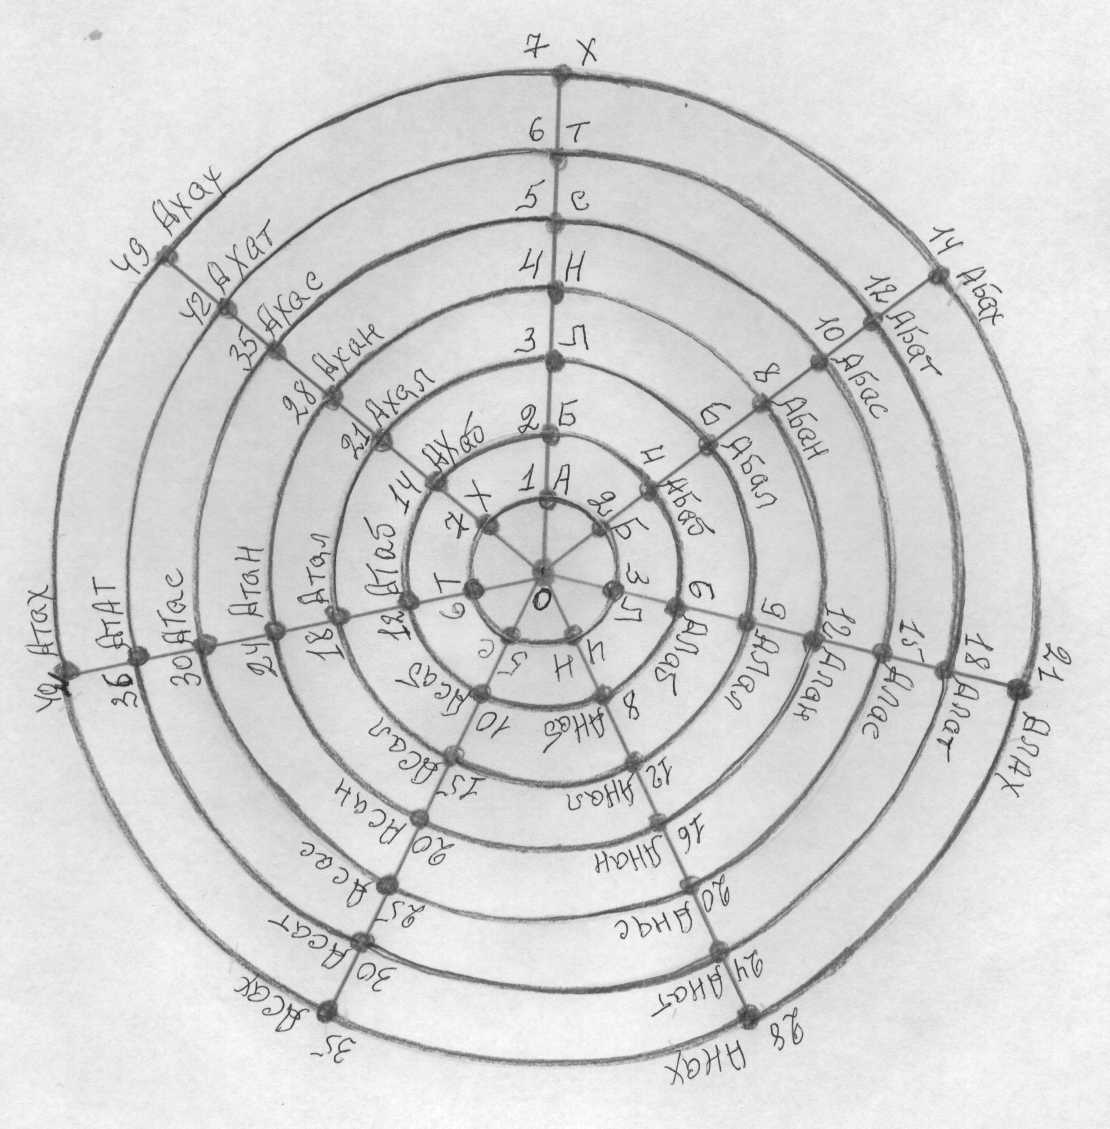 7 Х
6 Т
5 С
4 Н
3 Л
2 Б
1 А
0
2 Б
4 Абаб
6 Абал
8 Абан
10 Абас
12 Абат
14 Абах
3 Л
6 Алаб
9 Алал
12 Алан
15 Алас
18 Алат
21 Алах
4 Н
8 Анаб
12 Анал
16 Анан
20 Анас
24 Анат
28 Анах
5 С
10 Асаб
15 Асал
20 Асан
25 Асас
30 Асат
35 Асах
6 Т
12 Атаб
18 Атал
24 Атан
30 Атас
36 АтАТ
42 Атах
7 Х
14 Ахаб
21 Ахал
28 Ахан
35 Ахас
42 Ахат
49 Ахах